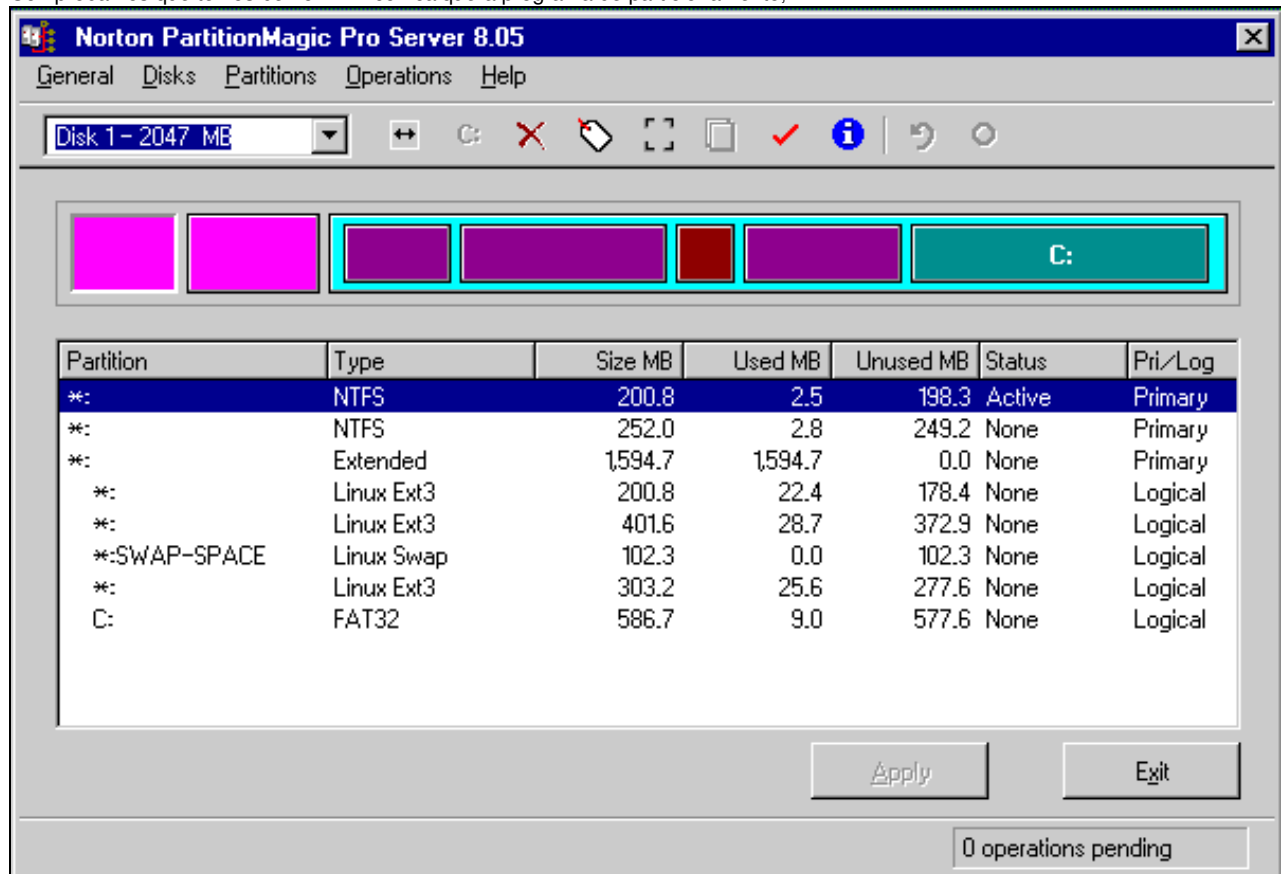 Norton PartitionMagic Pro Server 8.05
General Disks Partitions Operations Help
Disk 1 - 2047 MB C:
C:
Partition Type Size MB Used MB Unused MB Status Pri/Log
*: NTFS 200.8 2.5 198.3 Active Primary
*: NTFS 252.0 2.8 249.2 None Primary
*: Extended 1,594.7 1,594.7 0.0 None Primary
*: Linux Ext3 200.8 22.4 178.4 None Logical
*: Linux Ext3 401.6 28.7 372.9 None Logical
*:SWAP-SPACE Linux Swap 102.3 0.0 102.3 None Logical
*: Linux Ext3 303.2 25.6 277.6 None Logical
C: FAT32 586.7 9.0 577.6 None Logical
Apply Exit
0 operations pending